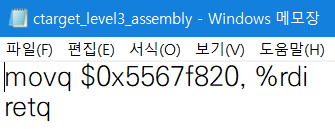 ctarget_level3_assembly - Windows 메모장
파일(F) 편집(E) 서식(O) 보기(V) 도움말(H)
movq $0x5567f820, %rdi
retq